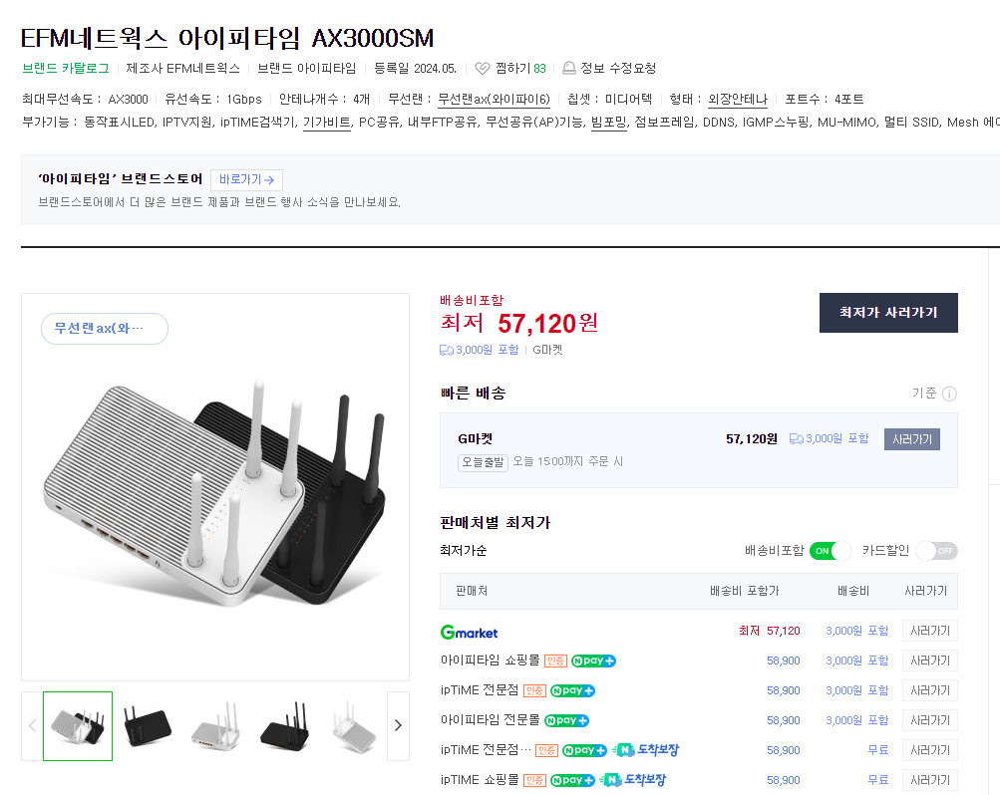 EFM네트웍스 아이피타임 AX3000SM
브랜드 카탈로그 제조사 EFM네트웍스 브랜드 아이피타임 등록일 2024.05. 찜하기 83 정보 수정요청
최대무선속도 : AX3000 유선속도 : 1Gbps 안테나개수 : 4개 무선랜 : 무선랜ax(와이파이6) 칩셋 : 미디어텍 형태 : 외장안테나 포트수 : 4포트
부가기능 : 동작표시LED, IPTV지원, ipTIME검색기, 기가비트, PC공유, 내부FTP공유, 무선공유(AP)기능, 빔포밍, 점보프레임, DDNS, IGMP스누핑, MU-MIMO, 멀티 SSID, Mesh 에
'아이피타임' 브랜드스토어 바로가기→
브랜드스토어에서 더 많은 브랜드 제품과 브랜드 행사 소식을 만나보세요.
무선랜ax(와···
배송비포함
최저 57,120원
최저가 사러가기
3,000원 포함 G마켓
빠른 배송 기준
G마켓 57,120원 3,000원 포함 사러가기
오늘출발 오늘 15:00까지 주문 시
판매처별 최저가
최저가순 배송비포함 ON 카드할인 OFF
판매처 배송비 포함가 배송비 사러가기
Gmarket 최저 57,120 3,000원 포함 사러가기
아이피타임 쇼핑몰 인증 N pay+ 58,900 3,000원 포함 사러가기
ipTiME 전문점 인증 N pay+ 58,900 3,000원 포함 사러가기
아이피타임 전문몰 N pay+ 58,900 3,000원 포함 사러가기
ipTiME 전문점··· 인증 N pay+ N 도착보장 58,900 무료 사러가기
ipTIME 쇼핑몰 인증 N pay+ N 도착보장 58,900 무료 사러가기